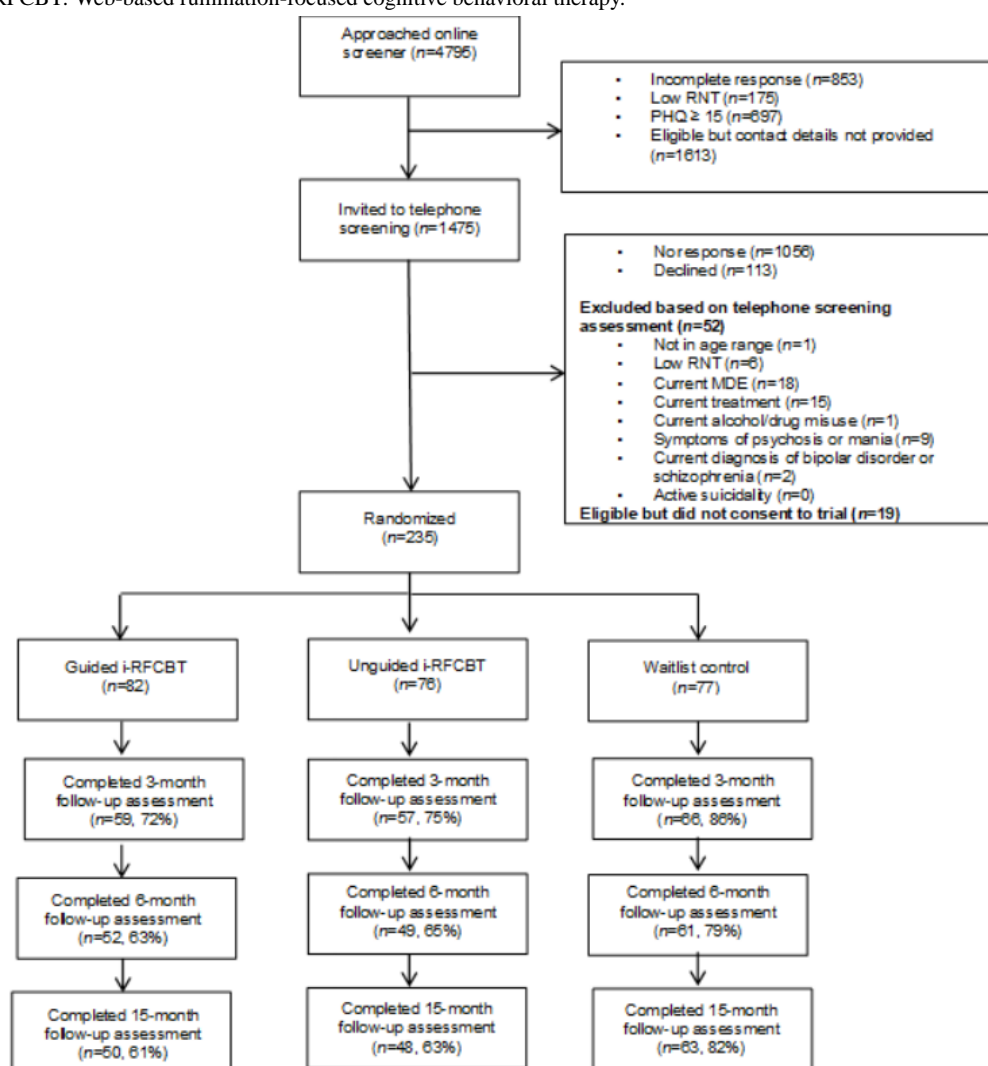 RFCBT: Web-based rumination-focused cognitive behavioral therapy.
Approached online
screener (n=4795)
• Incomplete response (n=853)
• Low RNT (n=175)
• PHQ ≥ 15 (n=697)
• Eligible but contact details not provided
(n=1613)
Invited to telephone
screening (n=1475)
• No response (n=1056)
• Declined (n=113)
Excluded based on telephone screening
assessment (n=52)
• Not in age range (n=1)
• Low RNT (n=6)
• Current MDE (n=18)
• Current treatment (n=15)
• Current alcohol/drug misuse (n=1)
• Symptoms of psychosis or mania (n=9)
• Current diagnosis of bipolar disorder or
schizophrenia (n=2)
• Active suicidality (n=0)
Eligible but did not consent to trial (n=19)
Randomized
(n=235)
Guided i-RFCBT
(n=82)
Unguided i-RFCBT
(n=76)
Waitlist control
(n=77)
Completed 3-month
follow-up assessment
(n=59, 72%)
Completed 3-month
follow-up assessment
(n=57, 75%)
Completed 3-month
follow-up assessment
(n=66, 86%)
Completed 6-month
follow-up assessment
(n=52, 63%)
Completed 6-month
follow-up assessment
(n=49, 65%)
Completed 6-month
follow-up assessment
(n=61, 79%)
Completed 15-month
follow-up assessment
(n=50, 61%)
Completed 15-month
follow-up assessment
(n=48, 63%)
Completed 15-month
follow-up assessment
(n=63, 82%)